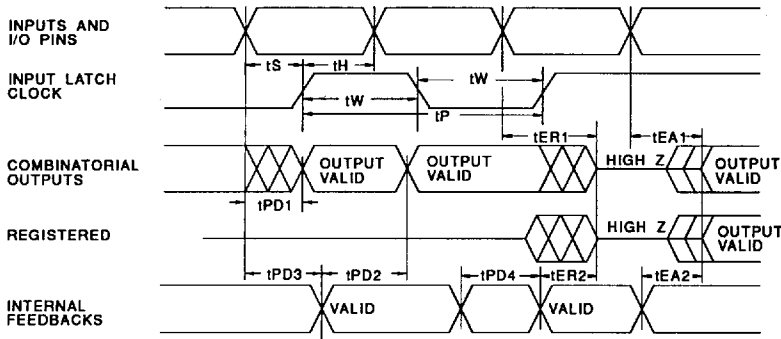 INPUTS AND
I/O PINS
tS
tH
INPUT LATCH
CLOCK
tW
tW
tP
tER1
tEA1
COMBINATORIAL
OUTPUTS
OUTPUT
VALID
OUTPUT
VALID
HIGH Z
OUTPUT
VALID
tPD1
REGISTERED
HIGH Z
OUTPUT
VALID
tPD3
tPD2
tPD4
tER2
tEA2
INTERNAL
FEEDBACKS
VALID
VALID